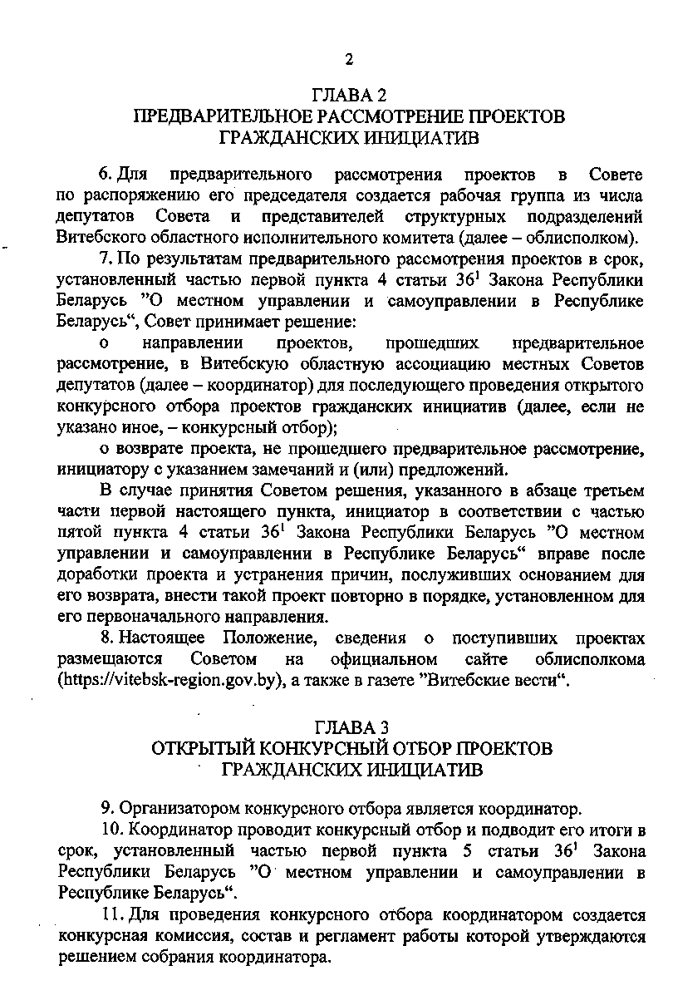 2
ГЛАВА 2
ПРЕДВАРИТЕЛЬНОЕ РАССМОТРЕНИЕ ПРОЕКТОВ
ГРАЖДАНСКИХ ИНИЦИАТИВ
6. Для предварительного рассмотрения проектов в Совете
по распоряжению его председателя создается рабочая группа из числа
депутатов Совета и представителей структурных подразделений
Витебского областного исполнительного комитета (далее – облисполком).
7. По результатам предварительного рассмотрения проектов в срок,
установленный частью первой пункта 4 статьи 36¹ Закона Республики
Беларусь ”О местном управлении и самоуправлении в Республике
Беларусь“, Совет принимает решение:
о направлении проектов, прошедших предварительное
рассмотрение, в Витебскую областную ассоциацию местных Советов
депутатов (далее – координатор) для последующего проведения открытого
конкурсного отбора проектов гражданских инициатив (далее, если не
указано иное, – конкурсный отбор);
о возврате проекта, не прошедшего предварительное рассмотрение,
инициатору с указанием замечаний и (или) предложений.
В случае принятия Советом решения, указанного в абзаце третьем
части первой настоящего пункта, инициатор в соответствии с частью
пятой пункта 4 статьи 36¹ Закона Республики Беларусь ”О местном
управлении и самоуправлении в Республике Беларусь“ вправе после
доработки проекта и устранения причин, послуживших основанием для
его возврата, внести такой проект повторно в порядке, установленном для
его первоначального направления.
8. Настоящее Положение, сведения о поступивших проектах
размещаются Советом на официальном сайте облисполкома
(https://vitebsk-region.gov.by), а также в газете ”Витебские вести“.
ГЛАВА 3
ОТКРЫТЫЙ КОНКУРСНЫЙ ОТБОР ПРОЕКТОВ
ГРАЖДАНСКИХ ИНИЦИАТИВ
9. Организатором конкурсного отбора является координатор.
10. Координатор проводит конкурсный отбор и подводит его итоги в
срок, установленный частью первой пункта 5 статьи 36¹ Закона
Республики Беларусь ”О местном управлении и самоуправлении в
Республике Беларусь“.
11. Для проведения конкурсного отбора координатором создается
конкурсная комиссия, состав и регламент работы которой утверждаются
решением собрания координатора.